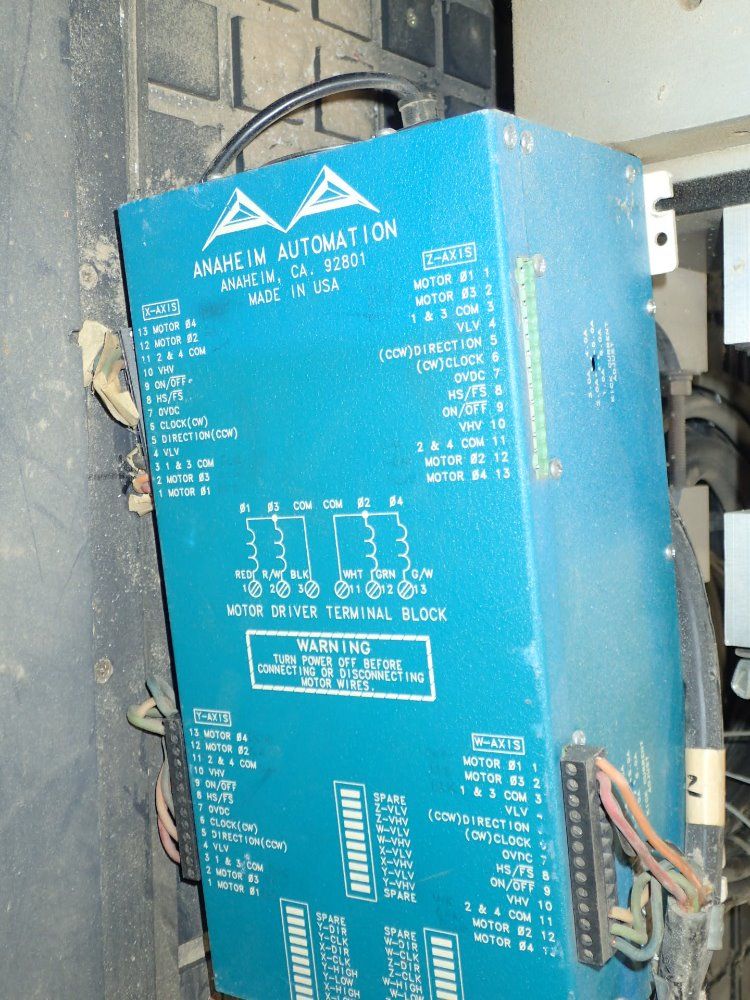 ANAHEIM AUTOMATION
ANAHEIM, CA. 92801
MADE IN USA
X-AXIS
13 MOTOR Ø4
12 MOTOR Ø2
11 2 & 4 COM
10 VHV
9 ON/OFF
8 HS/FS
7 0VDC
6 CLOCK(CW)
5 DIRECTION(CCW)
4 VLV
3 1 & 3 COM
2 MOTOR Ø3
1 MOTOR Ø1
Z-AXIS
MOTOR Ø1 1
MOTOR Ø3 2
1 & 3 COM 3
VLV 4
(CCW)DIRECTION 5
(CW)CLOCK 6
0VDC 7
HS/FS 8
ON/OFF 9
VHV 10
2 & 4 COM 11
MOTOR Ø2 12
MOTOR Ø4 13
KICK CURRENT
ADJUST
Ø1 Ø3 COM COM Ø2 Ø4
RED R/W BLK WHT GRN G/W
1 2 3 11 12 13
MOTOR DRIVER TERMINAL BLOCK
WARNING
TURN POWER OFF BEFORE
CONNECTING OR DISCONNECTING
MOTOR WIRES.
Y-AXIS
13 MOTOR Ø4
12 MOTOR Ø2
11 2 & 4 COM
10 VHV
9 ON/OFF
8 HS/FS
7 0VDC
6 CLOCK(CW)
5 DIRECTION(CCW)
4 VLV
3 1 & 3 COM
2 MOTOR Ø3
1 MOTOR Ø1
W-AXIS
MOTOR Ø1 1
MOTOR Ø3 2
1 & 3 COM 3
VLV
(CCW)DIRECTION
(CW)CLOCK
0VDC 7
HS/FS 8
ON/OFF 9
VHV 10
2 & 4 COM 11
MOTOR Ø2 12
MOTOR Ø4
SPARE
Z-VLV
Z-VHV
W-VLV
W-VHV
X-VLV
X-VHV
Y-VLV
Y-VHV
SPARE
SPARE
Y-DIR
Y-CLK
X-DIR
X-CLK
Y-HIGH
Y-LOW
X-HIGH
X-LOW
SPARE
W-DIR
W-CLK
Z-DIR
Z-CLK
W-HIGH
W-LOW